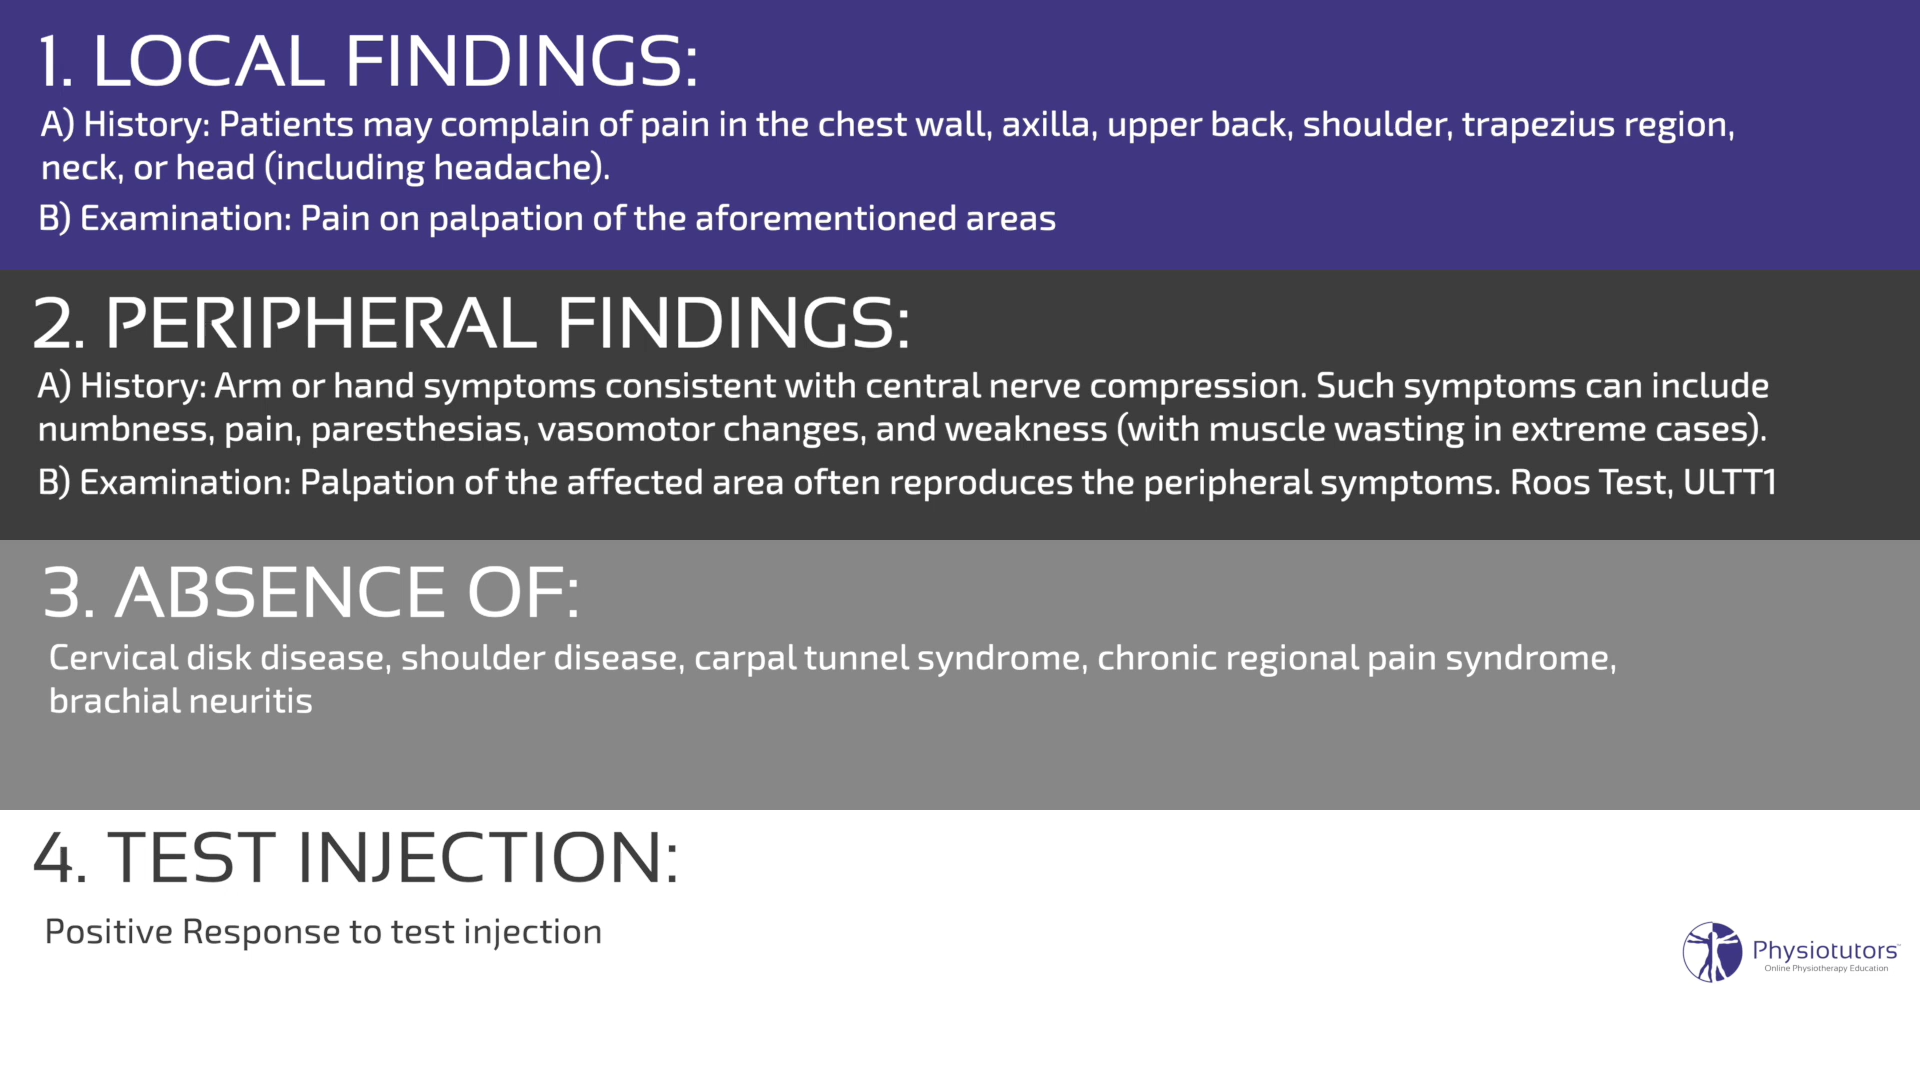 1. LOCAL FINDINGS:
A) History: Patients may complain of pain in the chest wall, axilla, upper back, shoulder, trapezius region,
neck, or head (including headache).
B) Examination: Pain on palpation of the aforementioned areas
2. PERIPHERAL FINDINGS:
A) History: Arm or hand symptoms consistent with central nerve compression. Such symptoms can include
numbness, pain, paresthesias, vasomotor changes, and weakness (with muscle wasting in extreme cases).
B) Examination: Palpation of the affected area often reproduces the peripheral symptoms. Roos Test, ULTT1
3. ABSENCE OF:
Cervical disk disease, shoulder disease, carpal tunnel syndrome, chronic regional pain syndrome,
brachial neuritis
4. TEST INJECTION:
Positive Response to test injection
Physiotutors
Online Physiotherapy Education